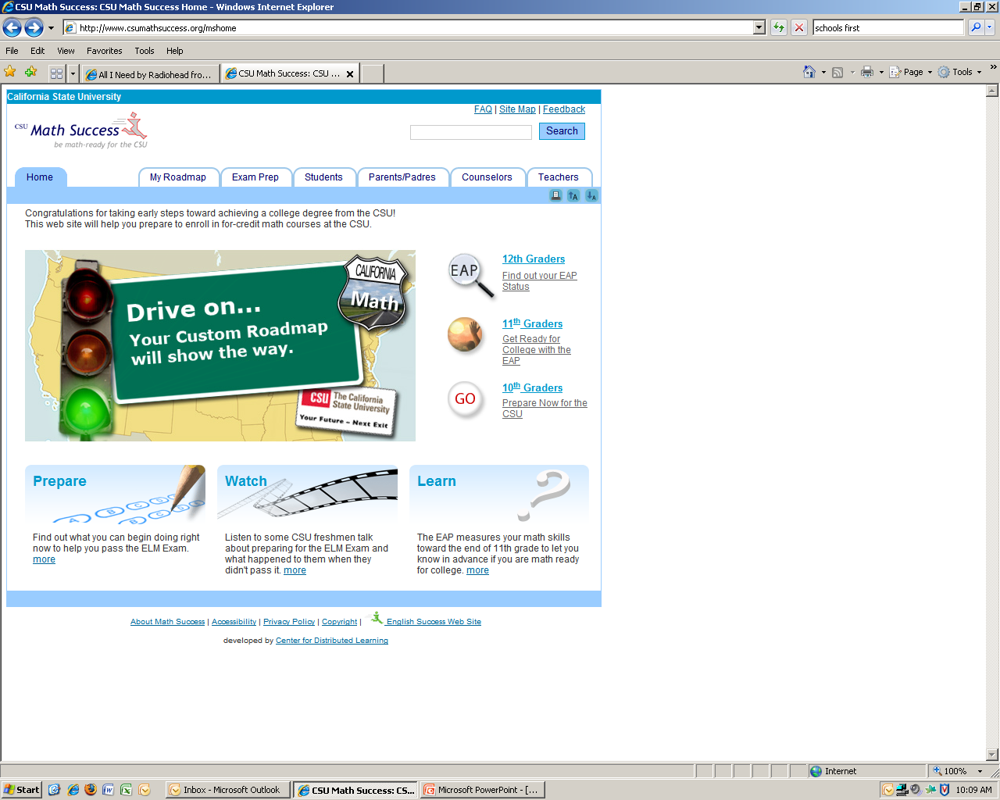 CSU Math Success: CSU Math Success Home - Windows Internet Explorer
http://www.csumathsuccess.org/mshome
schools first
File Edit View Favorites Tools Help
All I Need by Radiohead fro...
CSU Math Success: CSU ...
Page
Tools
California State University
FAQ | Site Map | Feedback
CSU Math Success
be math-ready for the CSU
Search
Home
My Roadmap
Exam Prep
Students
Parents/Padres
Counselors
Teachers
A
A
Congratulations for taking early steps toward achieving a college degree from the CSU!
This web site will help you prepare to enroll in for-credit math courses at the CSU.
CALIFORNIA
Math
Drive on...
Your Custom Roadmap
will show the way.
CSU The California
State University
Your Future – Next Exit
EAP
12th Graders
Find out your EAP
Status
11th Graders
Get Ready for
College with the
EAP
GO
10th Graders
Prepare Now for the
CSU
Prepare
A B C D
B C D
Find out what you can begin doing right
now to help you pass the ELM Exam.
more
Watch
Listen to some CSU freshmen talk
about preparing for the ELM Exam and
what happened to them when they
didn't pass it. more
Learn
?
The EAP measures your math skills
toward the end of 11th grade to let you
know in advance if you are math ready
for college. more
About Math Success | Accessibility | Privacy Policy | Copyright | English Success Web Site
developed by Center for Distributed Learning
Internet
100%
Start
Inbox - Microsoft Outlook
CSU Math Success: CS...
Microsoft PowerPoint - [...
10:09 AM